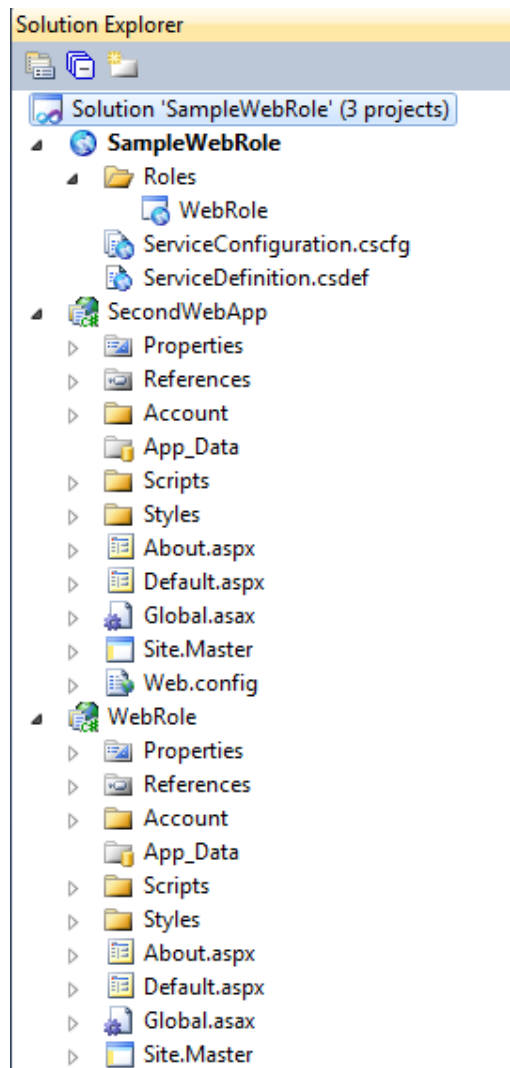 Solution Explorer
Solution 'SampleWebRole' (3 projects)
SampleWebRole
Roles
WebRole
ServiceConfiguration.cscfg
ServiceDefinition.csdef
SecondWebApp
Properties
References
Account
App_Data
Scripts
Styles
About.aspx
Default.aspx
Global.asax
Site.Master
Web.config
WebRole
Properties
References
Account
App_Data
Scripts
Styles
About.aspx
Default.aspx
Global.asax
Site.Master